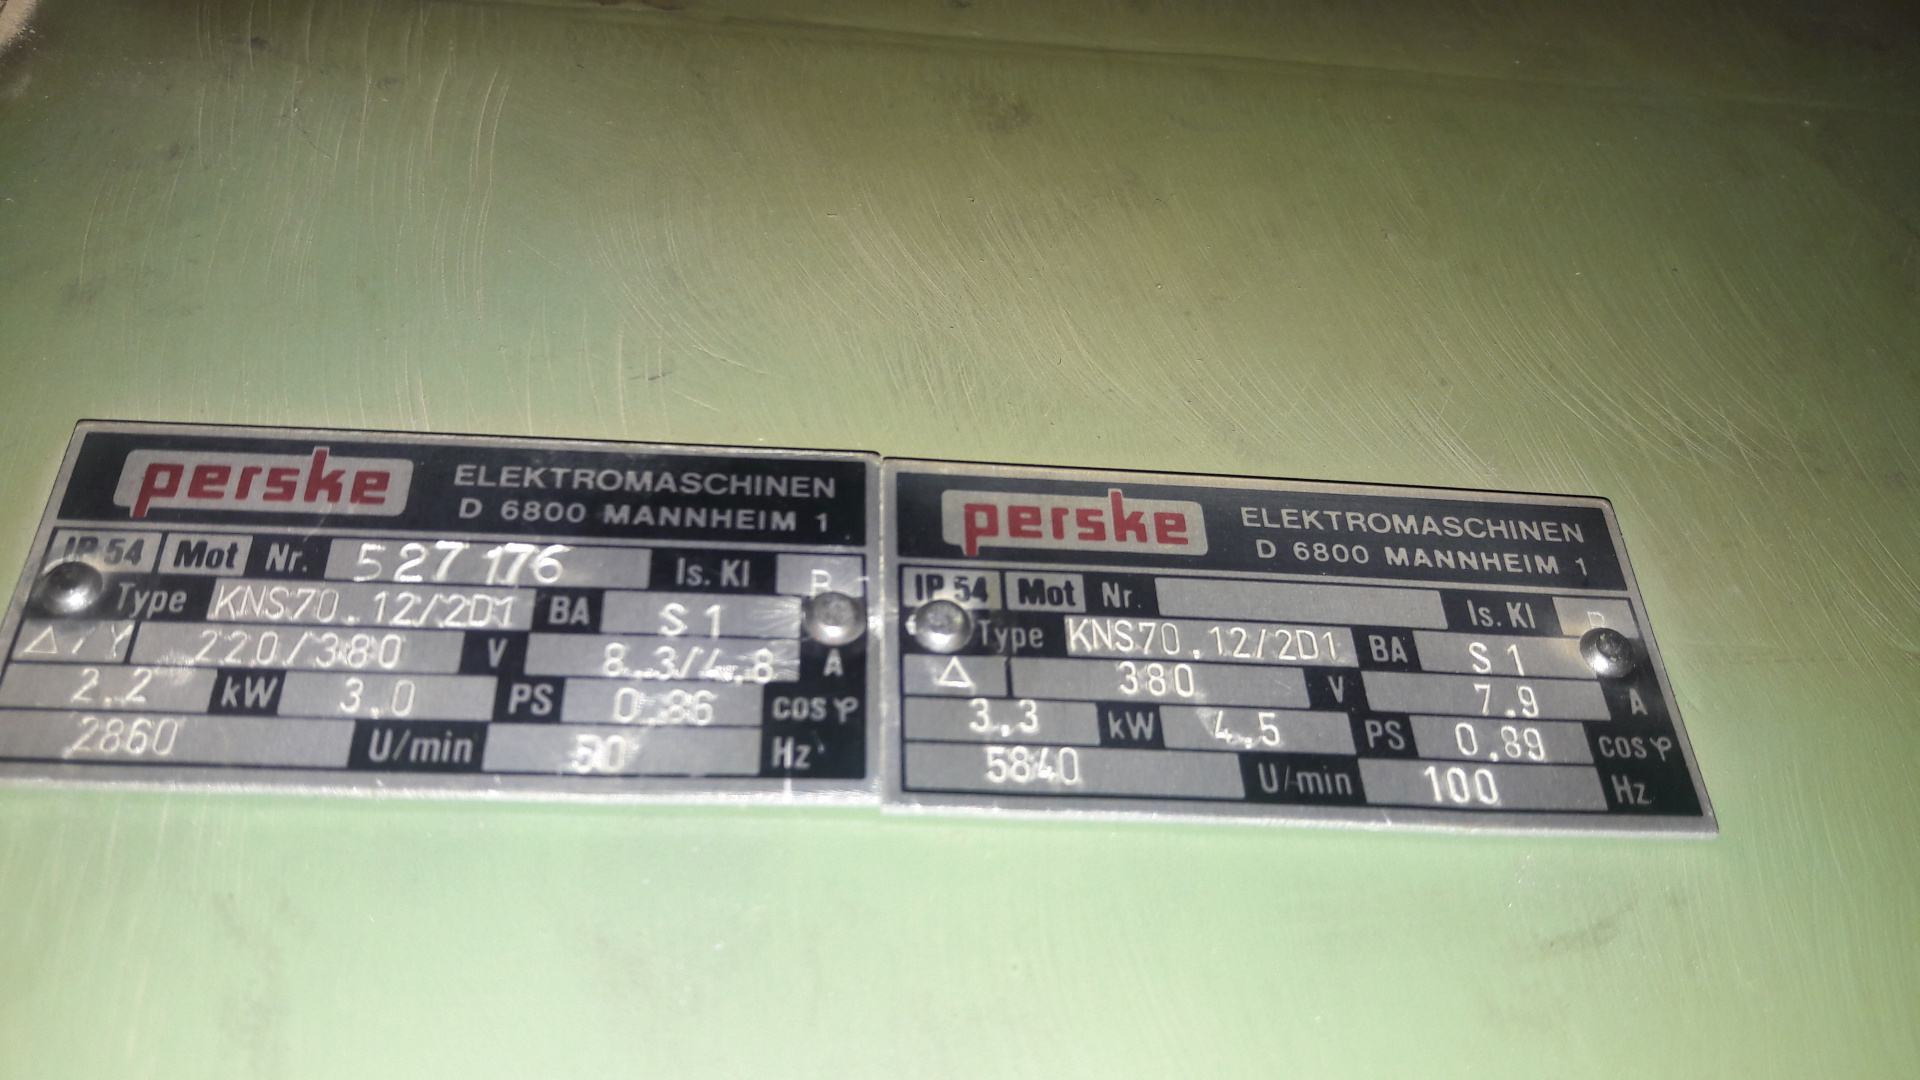 perske ELEKTROMASCHINEN
D 6800 MANNHEIM 1
IP 54 Mot Nr. 527 176 Is. Kl B
Type KNS70.12/2D1 BA S 1
△ / Y 220/380 V 8.3/4.8 A
2.2 kW 3.0 PS 0.86 cos φ
2860 U/min 50 Hz
perske ELEKTROMASCHINEN
D 6800 MANNHEIM 1
IP 54 Mot Nr. Is. Kl
Type KNS70.12/2D1 BA S 1
△ 380 V 7.9 A
3.3 kW 4.5 PS 0.89 cos φ
5840 U/min 100 Hz